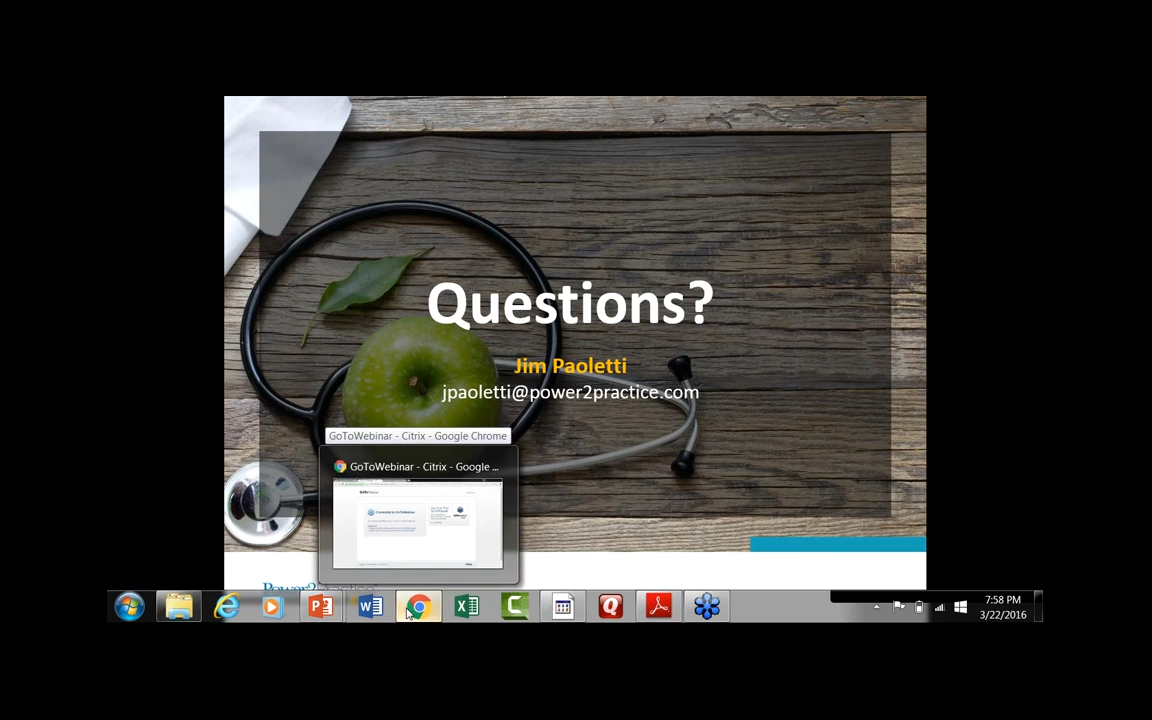 Questions?
Jim Paoletti
jpaoletti@power2practice.com
GoToWebinar - Citrix - Google Chrome
GoToWebinar - Citrix - Google ...
7:58 PM
3/22/2016